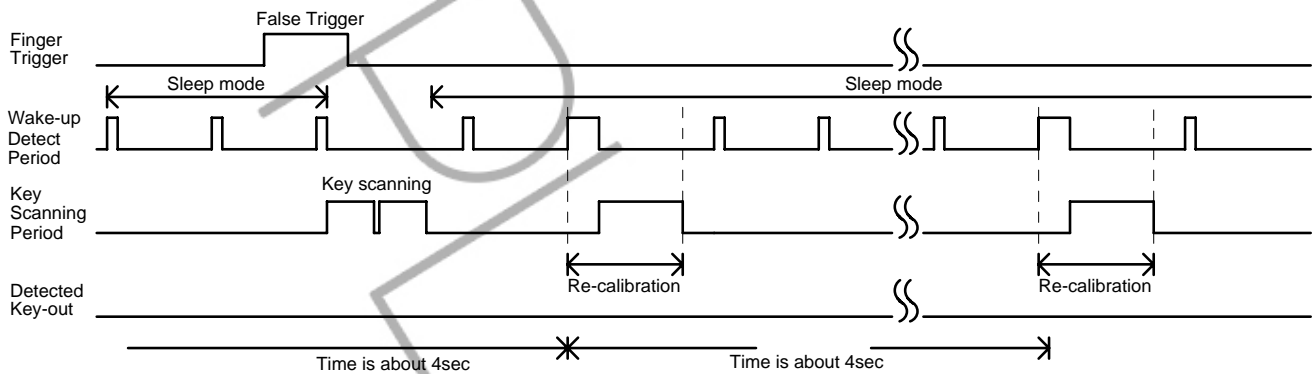 False Trigger
Finger
Trigger
Sleep mode
Sleep mode
Wake-up
Detect
Period
Key scanning
Key
Scanning
Period
Re-calibration
Re-calibration
Detected
Key-out
Time is about 4sec
Time is about 4sec